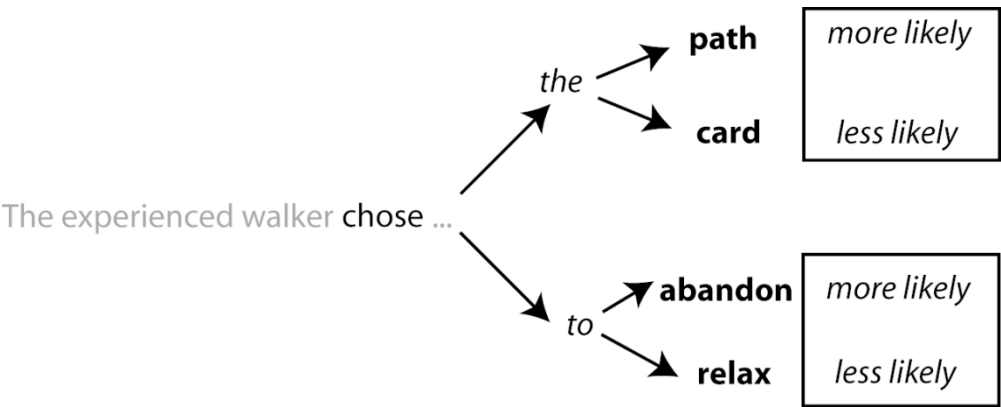 path more likely
the
card less likely
The experienced walker chose ...
abandon more likely
to
relax less likely